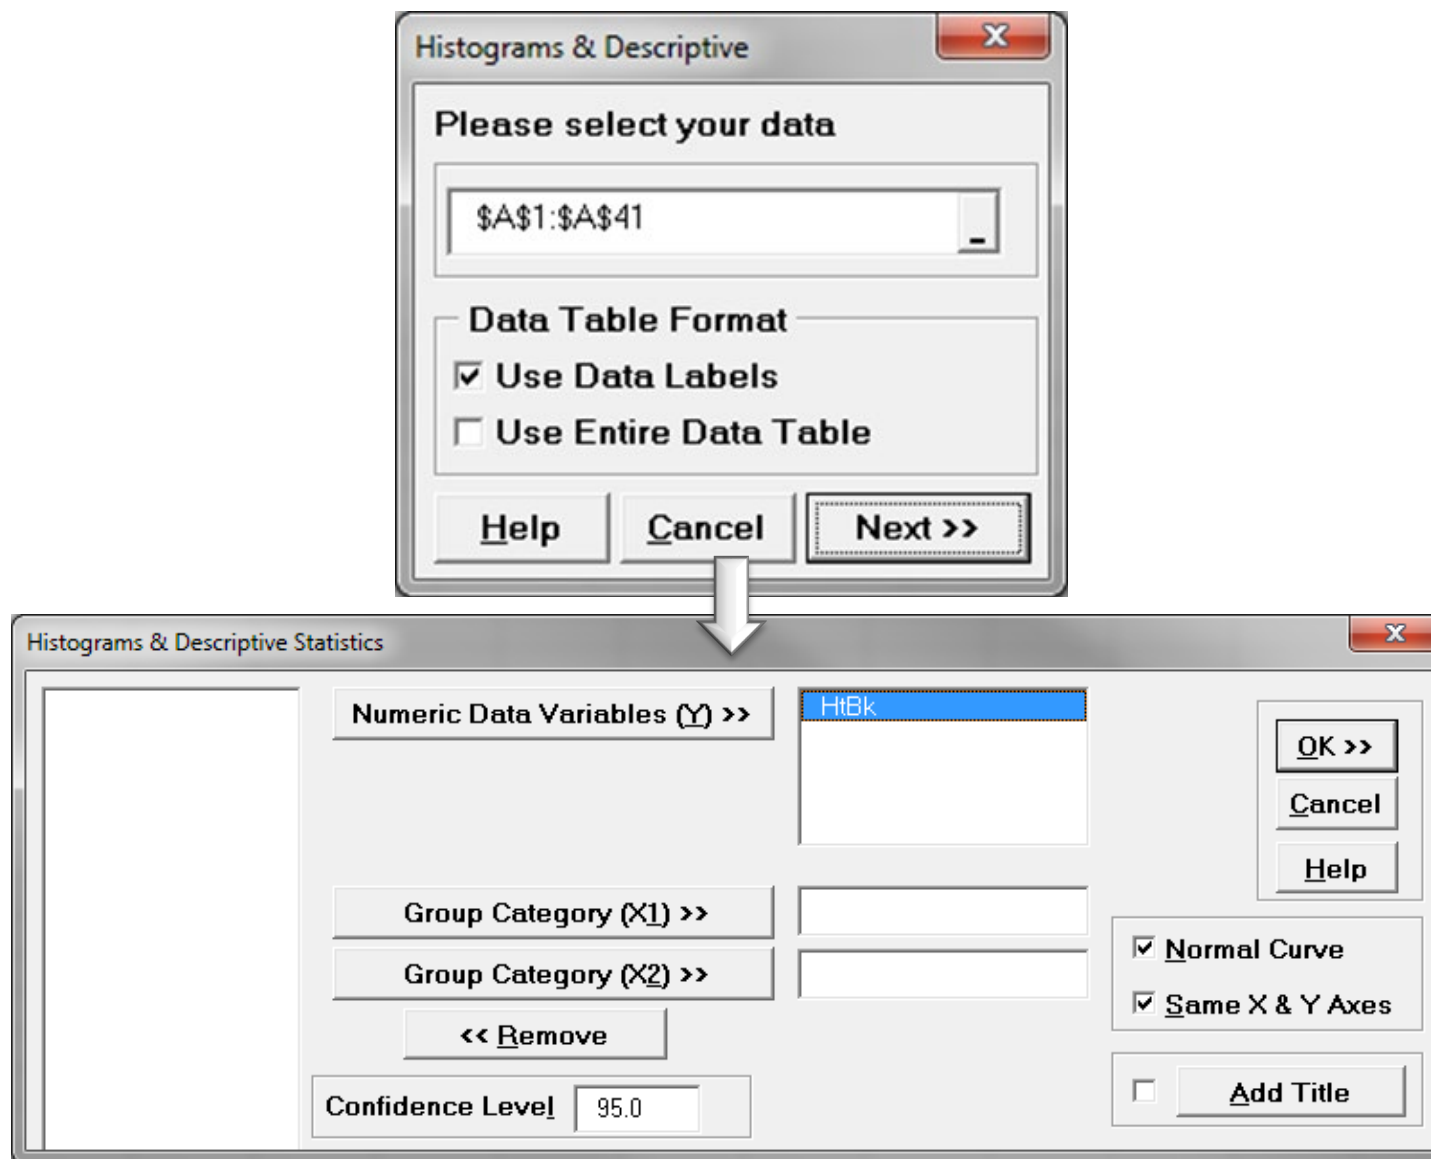 Histograms & Descriptive
x
Please select your data
$A$1:$A$41
_
Data Table Format
Use Data Labels
Use Entire Data Table
Help
Cancel
Next >>
Histograms & Descriptive Statistics
x
Numeric Data Variables (Y) >>
HtBk
OK >>
Cancel
Help
Group Category (X1) >>
Group Category (X2) >>
Normal Curve
Same X & Y Axes
<< Remove
Confidence Level
95.0
Add Title